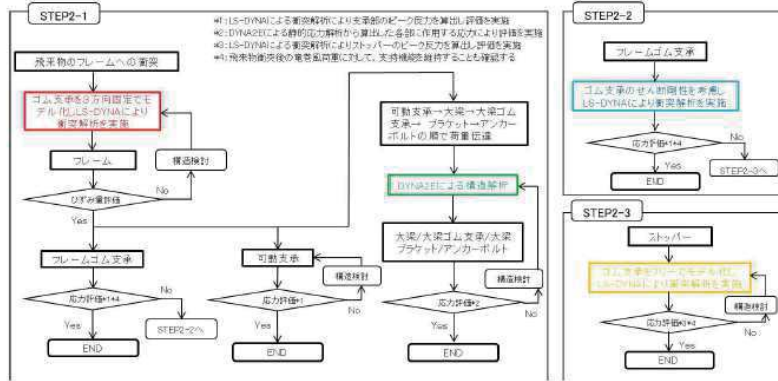 STEP2-1
*1：LS-DYNAによる衝突解析により支承部のピーク反力を算出し評価を実施
*2：DYNA2Eによる静的応力解析から算出した各部に作用する応力により評価を実施
*3：LS-DYNAによる衝突解析によりストッパーのピーク反力を算出し評価を実施
*4：飛来物衝突後の竜巻風荷重に対して、支持機能を維持することも確認する
飛来物のフレームへの衝突
ゴム支承を3方向固定でモ
デル化しLS-DYNAにより
衝突解析を実施
フレーム
構造検討
ひずみ量評価
No
Yes
フレームゴム支承
応力評価*1*4
No
Yes
STEP2-2へ
END
可動支承
構造検討
応力評価*1
No
Yes
END
可動支承→大梁→大梁ゴム
支承→ ブラケット→アンカー
ボルトの順で荷重伝達
DYNA2Eによる構造解析
大梁/大梁ゴム支承/大梁
ブラケット/アンカーボルト
構造検討
応力評価*2
No
Yes
END
STEP2-2
フレームゴム支承
ゴム支承のせん断剛性を考慮し
LS-DYNAにより衝突解析を実施
応力評価*1*4
No
Yes
STEP2-3へ
END
STEP2-3
ストッパー
ゴム支承をフリーでモデル化し
LS-DYNAにより衝突解析を実施
構造検討
応力評価*3*4
No
Yes
END